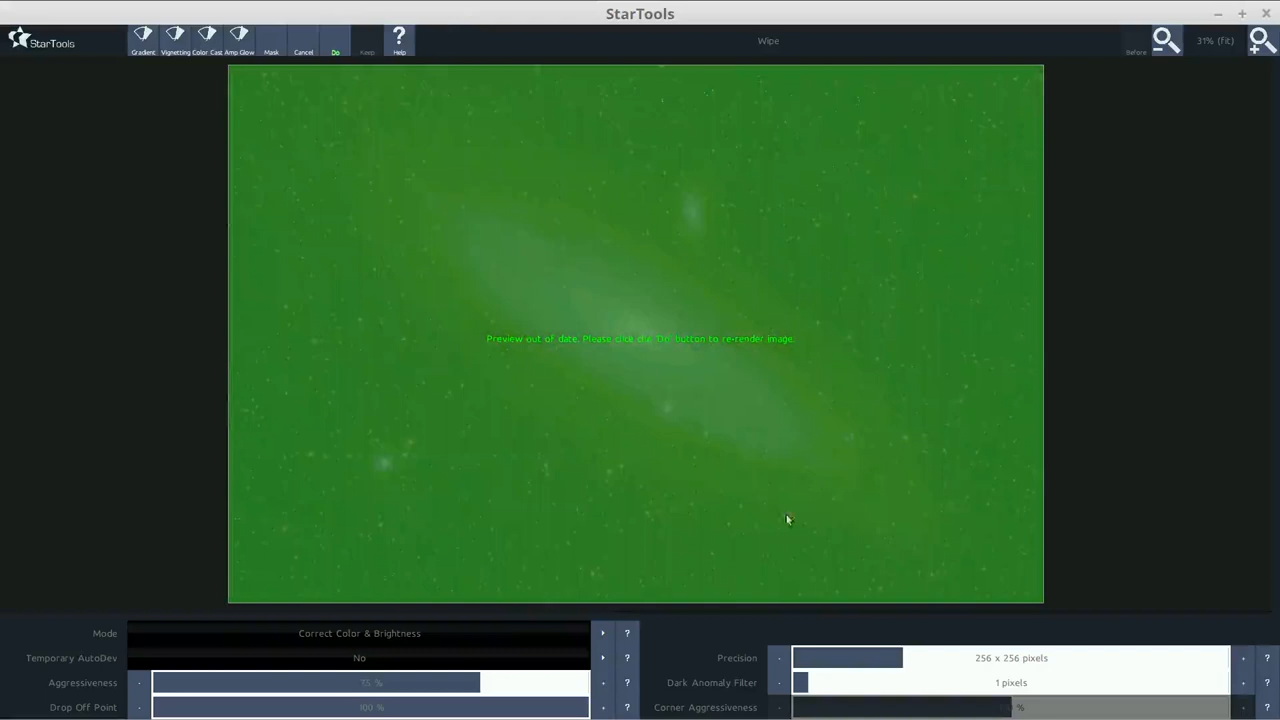 StarTools
StarTools
Gradient
Vignetting
Color Cast
Amp Glow
Mask
Cancel
Do
Keep
?
Help
Wipe
Before
31% (fit)
Preview out of date. Please click the 'Do' button to re-render image.
Mode
Correct Color & Brightness
?
Temporary AutoDev
No
?
Aggressiveness
-
75 %
+
?
Drop Off Point
-
100 %
+
?
Precision
-
256 x 256 pixels
+
?
Dark Anomaly Filter
-
1 pixels
+
?
Corner Aggressiveness
-
%
+
?